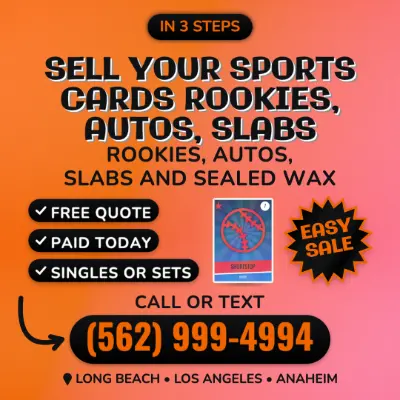 IN 3 STEPS
SELL YOUR SPORTS
CARDS ROOKIES,
AUTOS, SLABS
ROOKIES, AUTOS,
SLABS AND SEALED WAX
FREE QUOTE
PAID TODAY
SINGLES OR SETS
EASY
SALE
CALL OR TEXT
(562) 999-4994
LONG BEACH • LOS ANGELES • ANAHEIM